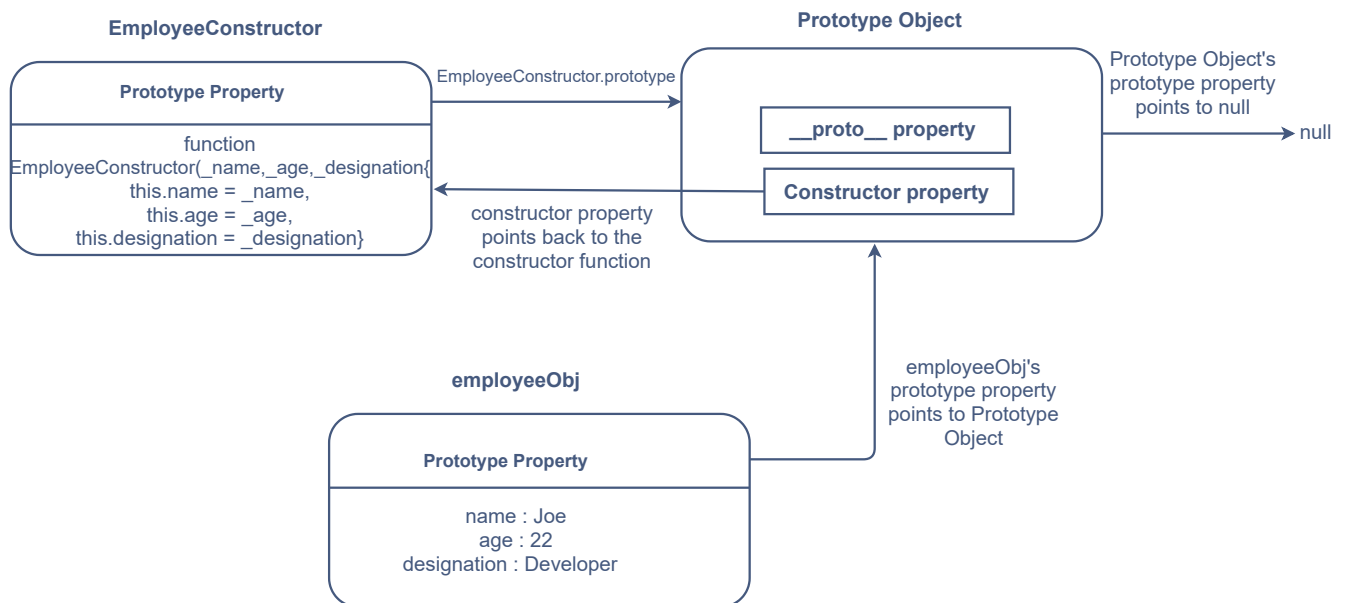 EmployeeConstructor
Prototype Property
function
EmployeeConstructor(_name,_age,_designation{
this.name = _name,
this.age = _age,
this.designation = _designation}
EmployeeConstructor.prototype
constructor property
points back to the
constructor function
Prototype Object
__proto__ property
Constructor property
Prototype Object's
prototype property
points to null
null
employeeObj
Prototype Property
name : Joe
age : 22
designation : Developer
employeeObj's
prototype property
points to Prototype
Object